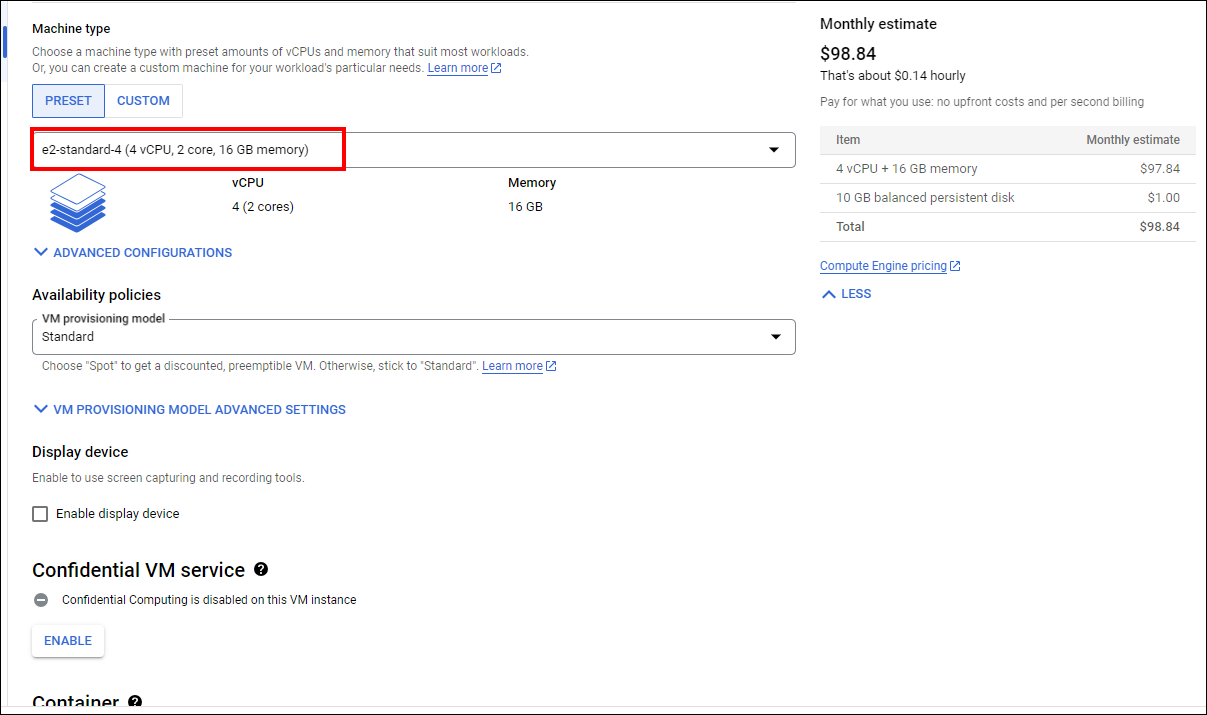 Machine type
Choose a machine type with preset amounts of vCPUs and memory that suit most workloads.
Or, you can create a custom machine for your workload's particular needs. Learn more
PRESET CUSTOM
e2-standard-4 (4 vCPU, 2 core, 16 GB memory)
vCPU Memory
4 (2 cores) 16 GB
ADVANCED CONFIGURATIONS
Availability policies
VM provisioning model
Standard
Choose "Spot" to get a discounted, preemptible VM. Otherwise, stick to "Standard". Learn more
VM PROVISIONING MODEL ADVANCED SETTINGS
Display device
Enable to use screen capturing and recording tools.
Enable display device
Confidential VM service
Confidential Computing is disabled on this VM instance
ENABLE
Container
Monthly estimate
$98.84
That's about $0.14 hourly
Pay for what you use: no upfront costs and per second billing
Item Monthly estimate
4 vCPU + 16 GB memory $97.84
10 GB balanced persistent disk $1.00
Total $98.84
Compute Engine pricing
LESS